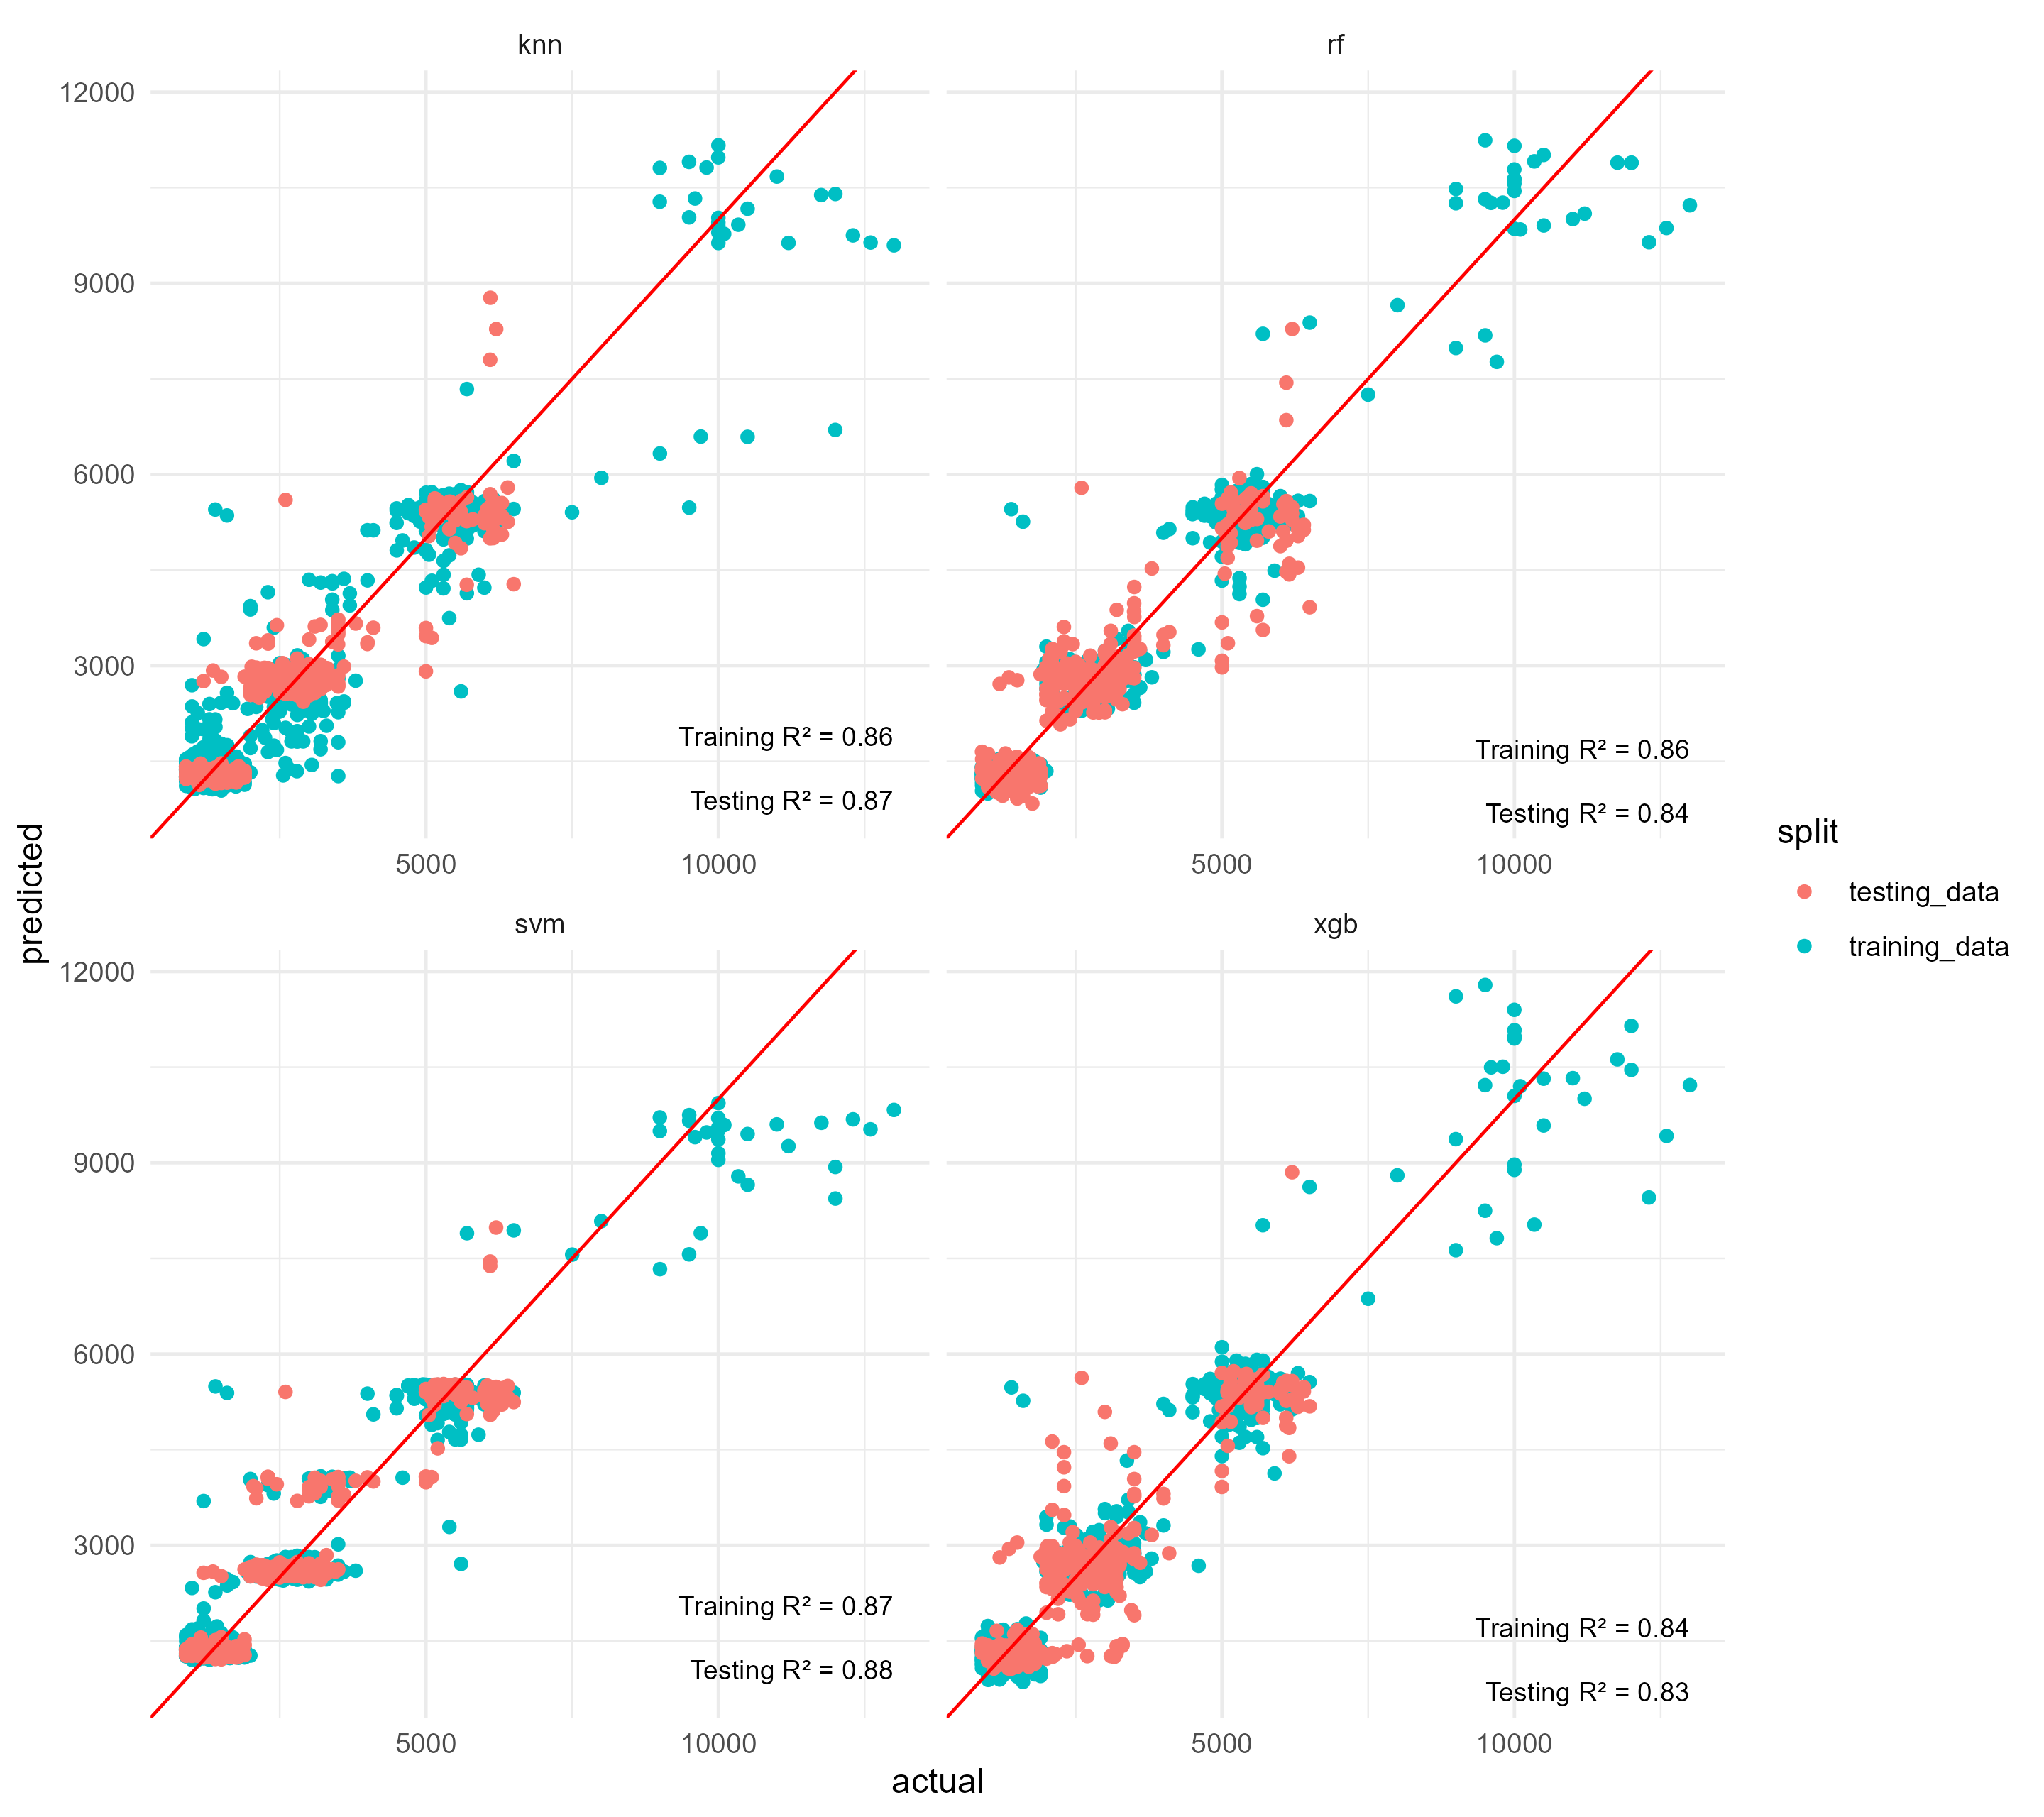 knn
rf
12000
9000
6000
3000
Training R² = 0.86
Testing R² = 0.87
Training R² = 0.86
Testing R² = 0.84
5000
10000
5000
10000
svm
xgb
12000
9000
6000
3000
Training R² = 0.87
Testing R² = 0.88
Training R² = 0.84
Testing R² = 0.83
5000
10000
5000
10000
actual
predicted
split
testing_data
training_data